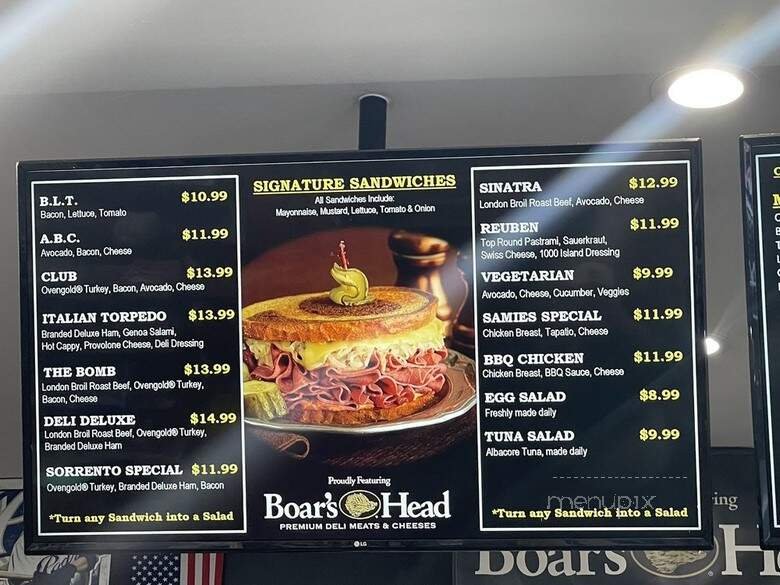 SIGNATURE SANDWICHES
All Sandwiches Include:
Mayonnaise, Mustard, Lettuce, Tomato & Onion
B.L.T. $10.99
Bacon, Lettuce, Tomato
A.B.C. $11.99
Avocado, Bacon, Cheese
CLUB $13.99
Ovengold® Turkey, Bacon, Avocado, Cheese
ITALIAN TORPEDO $13.99
Branded Deluxe Ham, Genoa Salami,
Hot Cappy, Provolone Cheese, Deli Dressing
THE BOMB $13.99
London Broil Roast Beef, Ovengold® Turkey,
Bacon, Cheese
DELI DELUXE $14.99
London Broil Roast Beef, Ovengold® Turkey,
Branded Deluxe Ham
SORRENTO SPECIAL $11.99
Ovengold® Turkey, Branded Deluxe Ham, Bacon
*Turn any Sandwich into a Salad
Proudly Featuring
Boar's Head
PREMIUM DELI MEATS & CHEESES
LG
SINATRA $12.99
London Broil Roast Beef, Avocado, Cheese
REUBEN $11.99
Top Round Pastrami, Sauerkraut,
Swiss Cheese, 1000 Island Dressing
VEGETARIAN $9.99
Avocado, Cheese, Cucumber, Veggies
SAMIES SPECIAL $11.99
Chicken Breast, Tapatio, Cheese
BBQ CHICKEN $11.99
Chicken Breast, BBQ Sauce, Cheese
EGG SALAD $8.99
Freshly made daily
TUNA SALAD $9.99
Albacore Tuna, made daily
menupix
*Turn any Sandwich into a Salad
ing
Boar's H